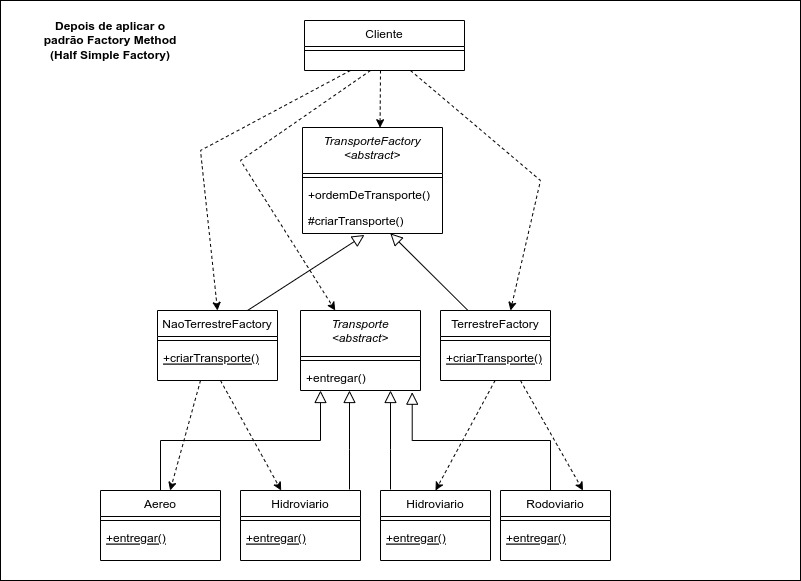 Depois de aplicar o
padrão Factory Method
(Half Simple Factory)
Cliente
TransporteFactory
<abstract>
+ordemDeTransporte()
#criarTransporte()
NaoTerrestreFactory
+criarTransporte()
Transporte
<abstract>
+entregar()
TerrestreFactory
+criarTransporte()
Aereo
+entregar()
Hidroviario
+entregar()
Hidroviario
+entregar()
Rodoviario
+entregar()